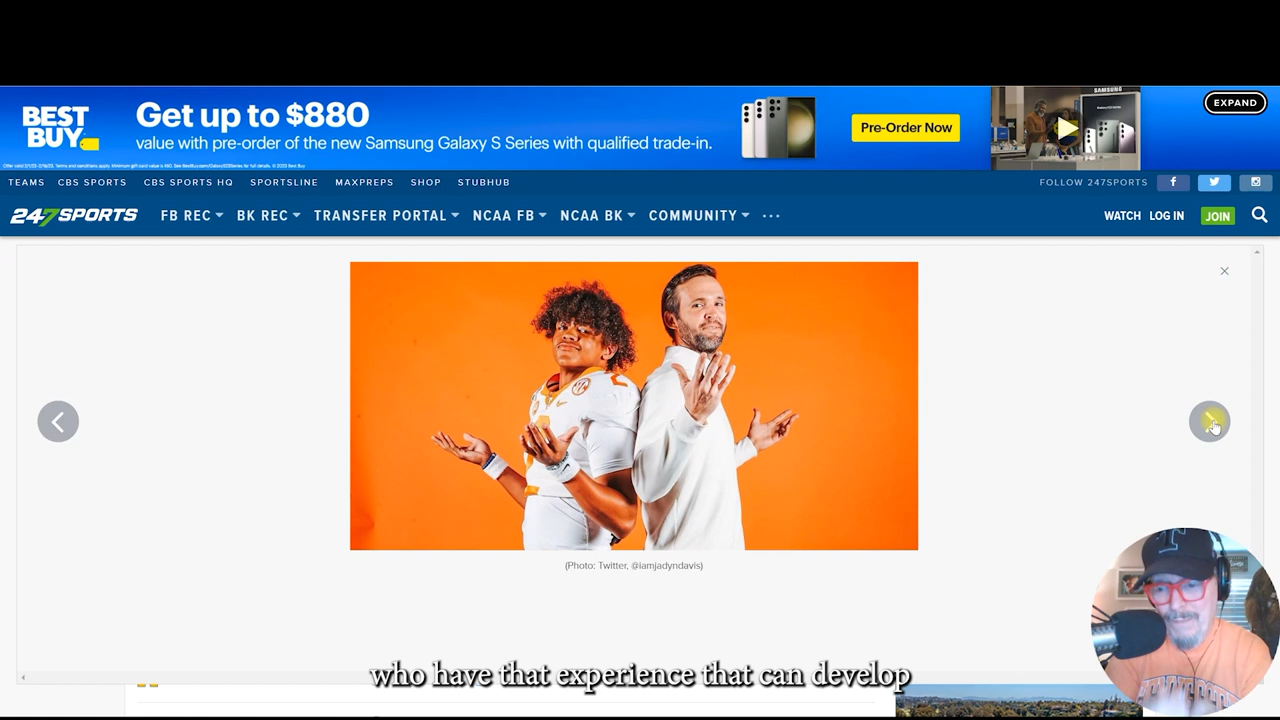 BEST BUY
Get up to $880
value with pre-order of the new Samsung Galaxy S Series with qualified trade-in.
Pre-Order Now
SAMSUNG
EXPAND
TEAMS CBS SPORTS CBS SPORTS HQ SPORTSLINE MAXPREPS SHOP STUBHUB
FOLLOW 247SPORTS
247SPORTS
FB REC BK REC TRANSFER PORTAL NCAA FB NCAA BK COMMUNITY ...
WATCH LOG IN JOIN
(Photo: Twitter, @iamjadyndavis)
who have that experience that can develop